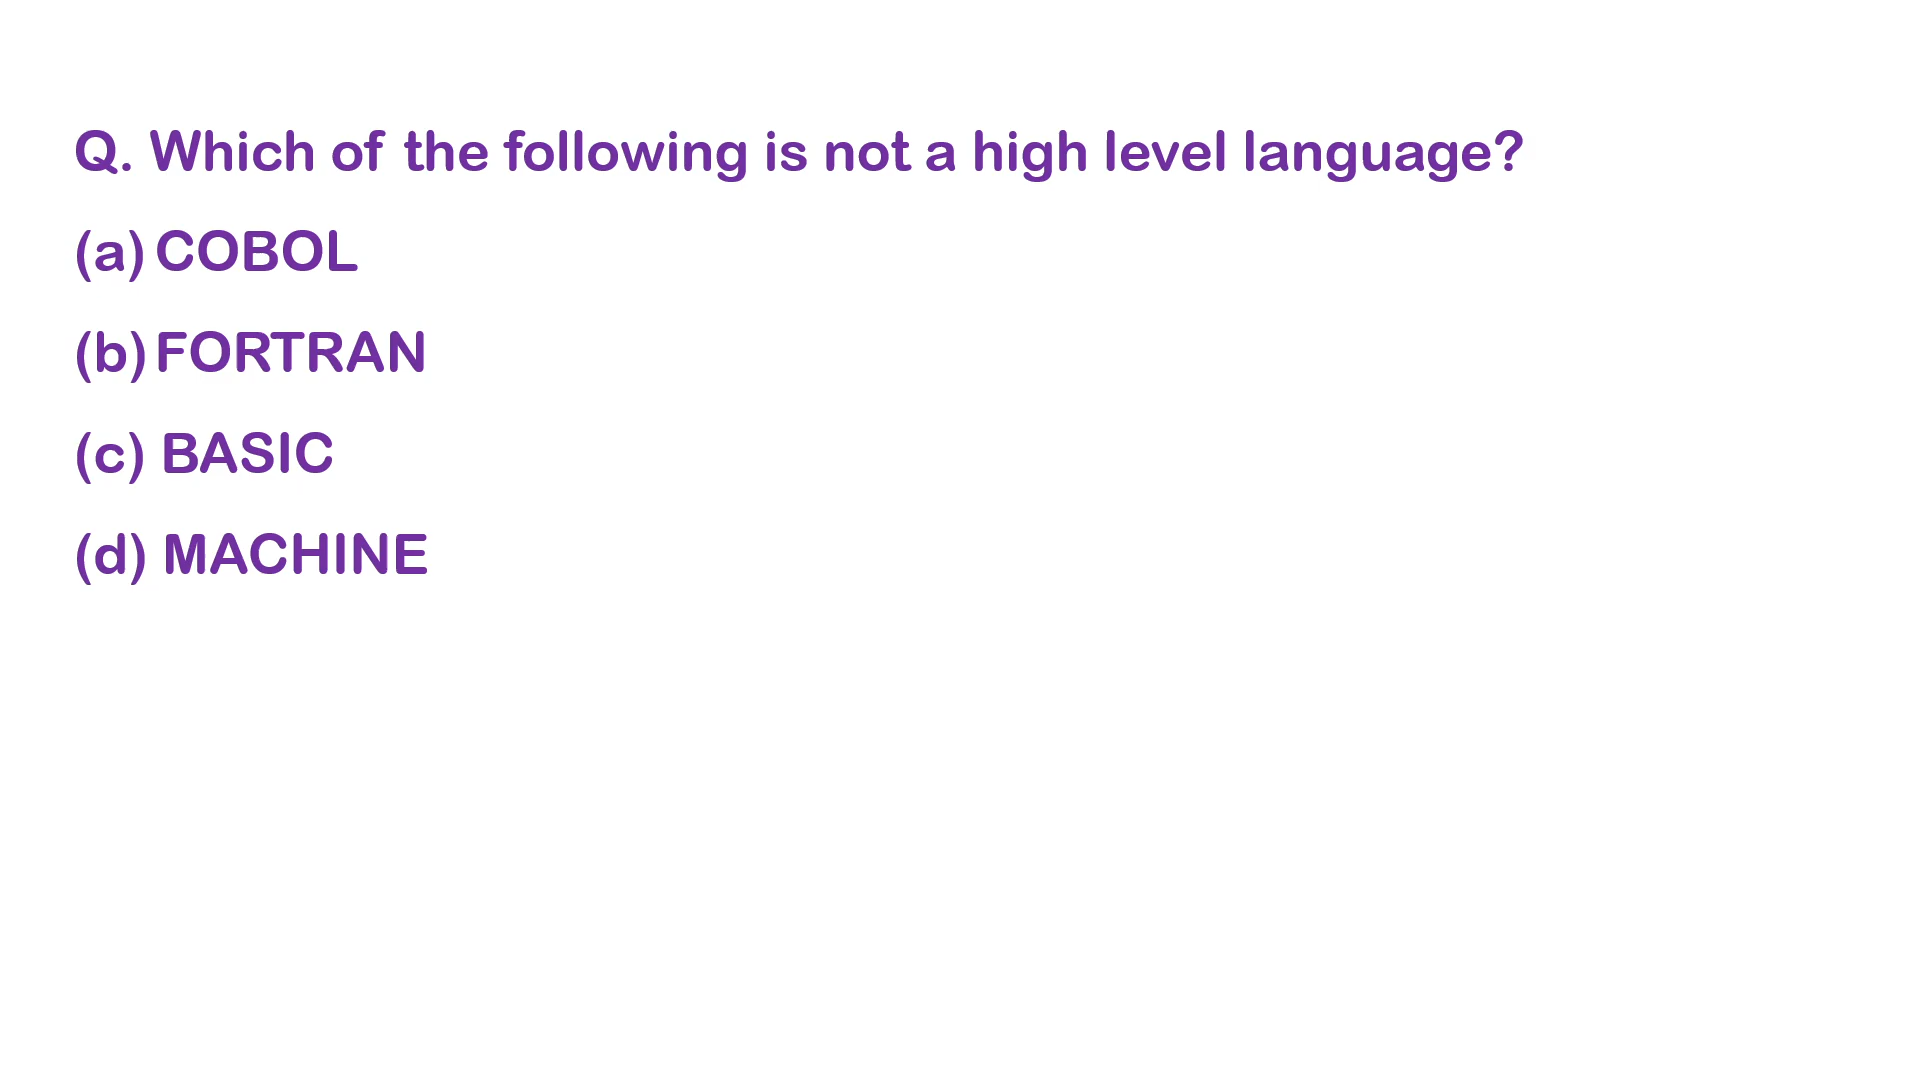 Q. Which of the following is not a high level language?
(a) COBOL
(b) FORTRAN
(c) BASIC
(d) MACHINE